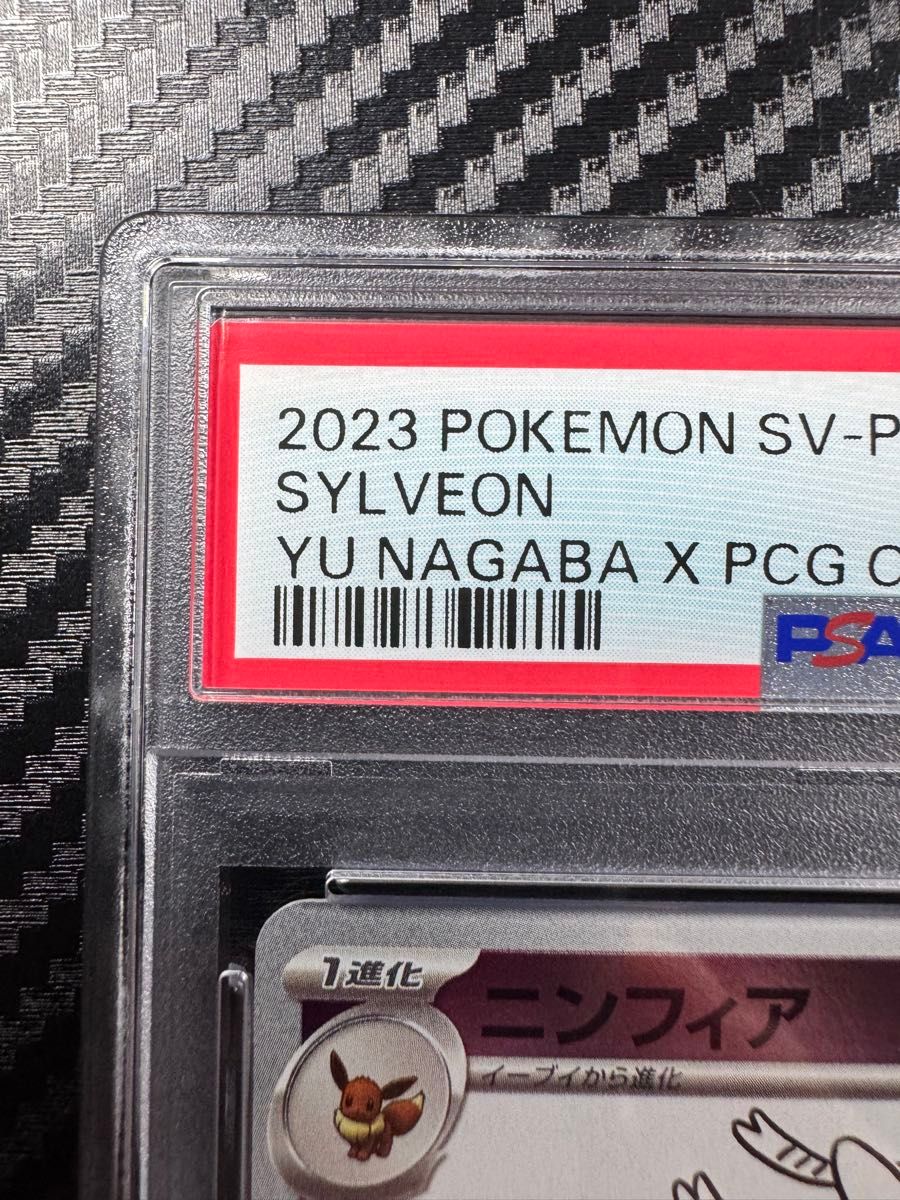 2023 POKEMON SV-P
SYLVEON
YU NAGABA X PCG C
PSA
1進化
ニンフィア
イーブイから進化